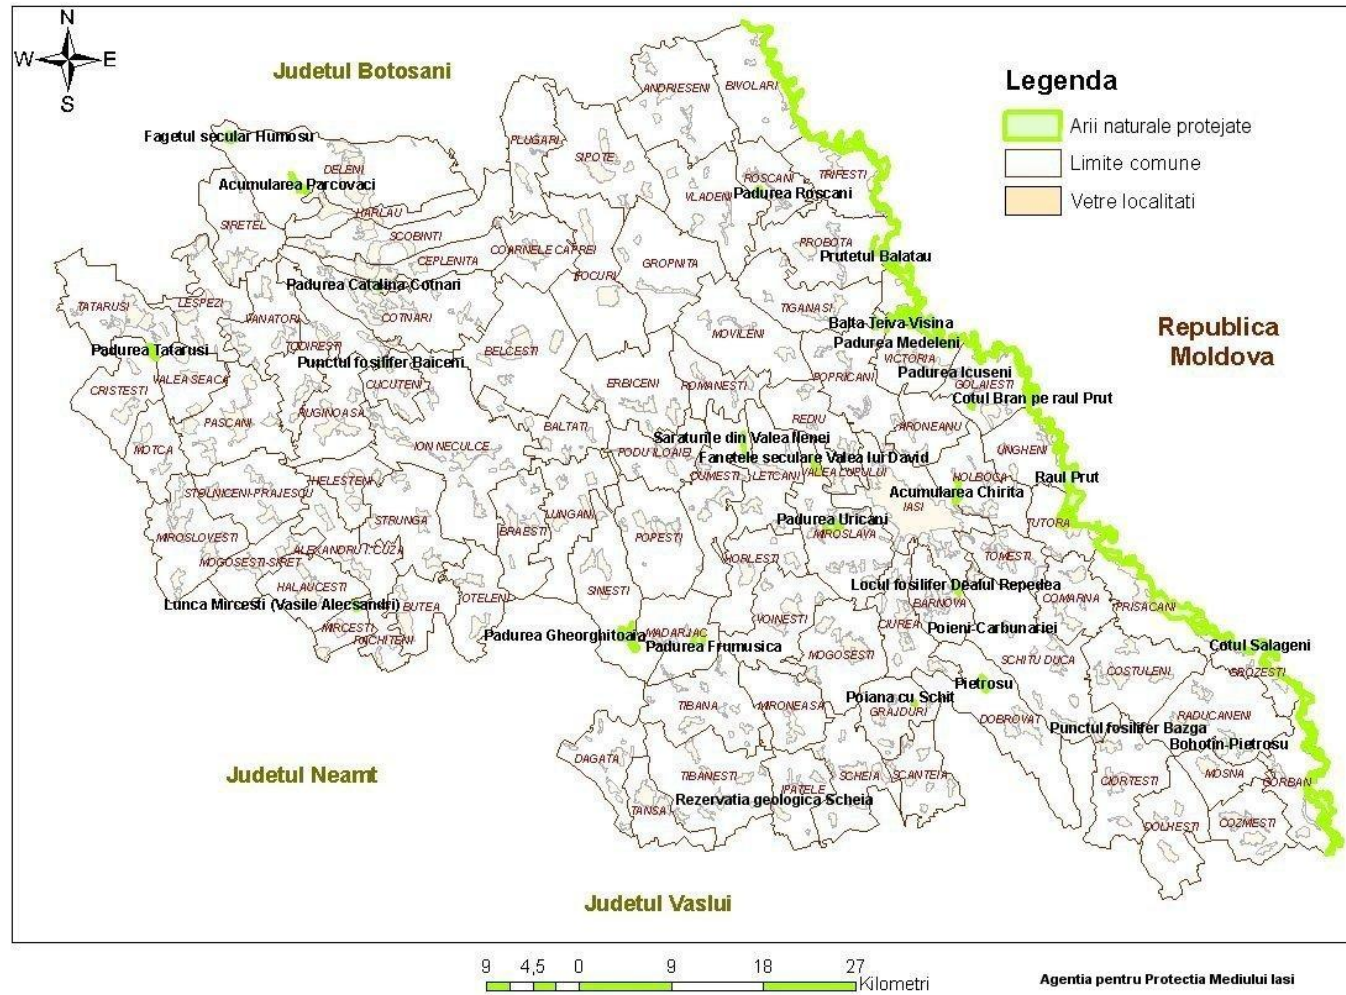 N
W E
S
Judetul Botosani
Legenda
Arii naturale protejate
Limite comune
Vetre localitati
ANDRIESENI
BIVOLARI
Fagetul secular Humosu
PLUGARI
SIPOTE
DELENI
Acumularea Parcovaci
ROSCANI
TRIFESTI
VLADENI
Padurea Roscani
HARLAU
SIRETEL
SCOBINTI
PROBOTA
COARNELE CAPREI
CEPLENITA
Prutetul Balatau
GROPNITA
FOCURI
Padurea Catalina-Cotnari
TATARUSI
LESPEZI
TIGANASI
VANATORI
COTNARI
Balta Teiva-Visina
Republica
Moldova
MOVILENI
Padurea Medeleni
TODIRESTI
Padurea Tatarusi
BELCESTI
VICTORIA
Punctul fosilifer Baiceni
Padurea Icuseni
VALEA SEACA
POPRICANI
CUCUTENI
ERBICENI
ROMANESTI
GOLAIESTI
CRISTESTI
Cotul Bran pe raul Prut
RUGINOASA
PASCANI
REDIU
ARONEANU
BALTATI
Saraturile din Valea Ilenei
MOTCA
ION NECULCE
PODU ILOAIEI
UNGHENI
Fanetele seculare Valea lui David
DUMESTI
LETCANI
VALEA LUPULUI
HOLBOCA
Raul Prut
HELESTENI
STOLNICENI-PRAJESCU
Acumularea Chirita
IASI
LUNGANI
STRUNGA
Padurea Uricani
TUTORA
BRAESTI
MIROSLAVA
MIROSLOVESTI
POPESTI
ALEXANDRU I. CUZA
TOMESTI
MOGOSESTI-SIRET
HORLESTI
HALAUCESTI
Locul fosilifer Dealul Repedea
SINESTI
OTELENI
COMARNA
Lunca Mircesti (Vasile Alecsandri)
BUTEA
BARNOVA
PRISACANI
VOINESTI
CIUREA
MIRCESTI
Poieni-Carbunariei
Padurea Gheorghitoaia
MADARJAC
RACHITENI
Padurea Frumusica
Cotul Salageni
MOGOSESTI
SCHITU DUCA
COSTULENI
GROZESTI
Pietrosu
Poiana cu Schit
TIBANA
MIRONEASA
GRAJDURI
DOBROVAT
RADUCANENI
Punctul fosilifer Bazga
Bohotin-Pietrosu
DAGATA
Judetul Neamt
TIBANESTI
SCHEIA
SCANTEIA
MOSNA
CIORTESTI
GORBAN
IPATELE
Rezervatia geologica Scheia
TANSA
COZMESTI
DOLHESTI
Judetul Vaslui
9 4,5 0 9 18 27
Kilometri
Agentia pentru Protectia Mediului Iasi